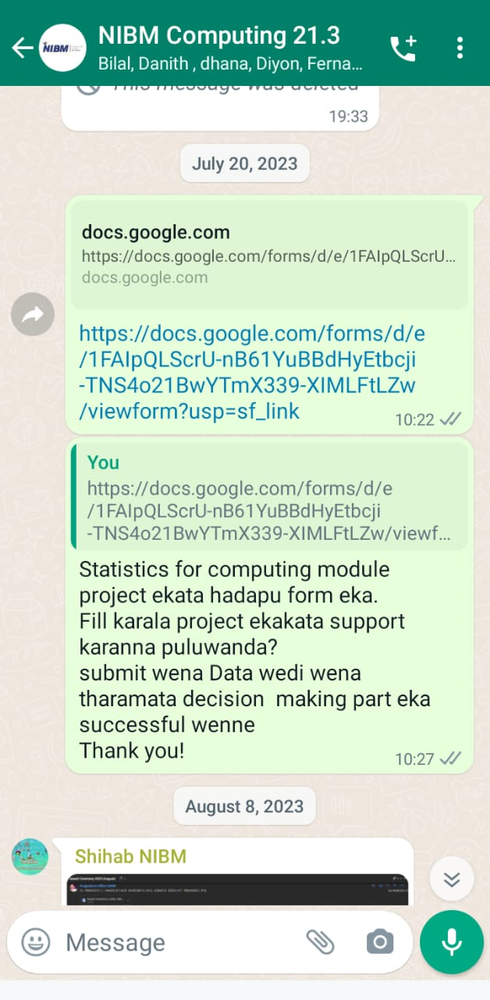 NIBM
NIBM Computing 21.3
Bilal, Danith , dhana, Diyon, Ferna...
This message was deleted
19:33
July 20, 2023
docs.google.com
https://docs.google.com/forms/d/e/1FAIpQLScrU...
docs.google.com
https://docs.google.com/forms/d/e
/1FAIpQLScrU-nB61YuBBdHyEtbcji
-TNS4o21BwYTmX339-XIMLFtLZw
/viewform?usp=sf_link
10:22
You
https://docs.google.com/forms/d/e
/1FAIpQLScrU-nB61YuBBdHyEtbcji
-TNS4o21BwYTmX339-XIMLFtLZw/viewf...
Statistics for computing module
project ekata hadapu form eka.
Fill karala project ekakata support
karanna puluwanda?
submit wena Data wedi wena
tharamata decision  making part eka
successful wenne
Thank you!
10:27
August 8, 2023
Shihab NIBM
Message